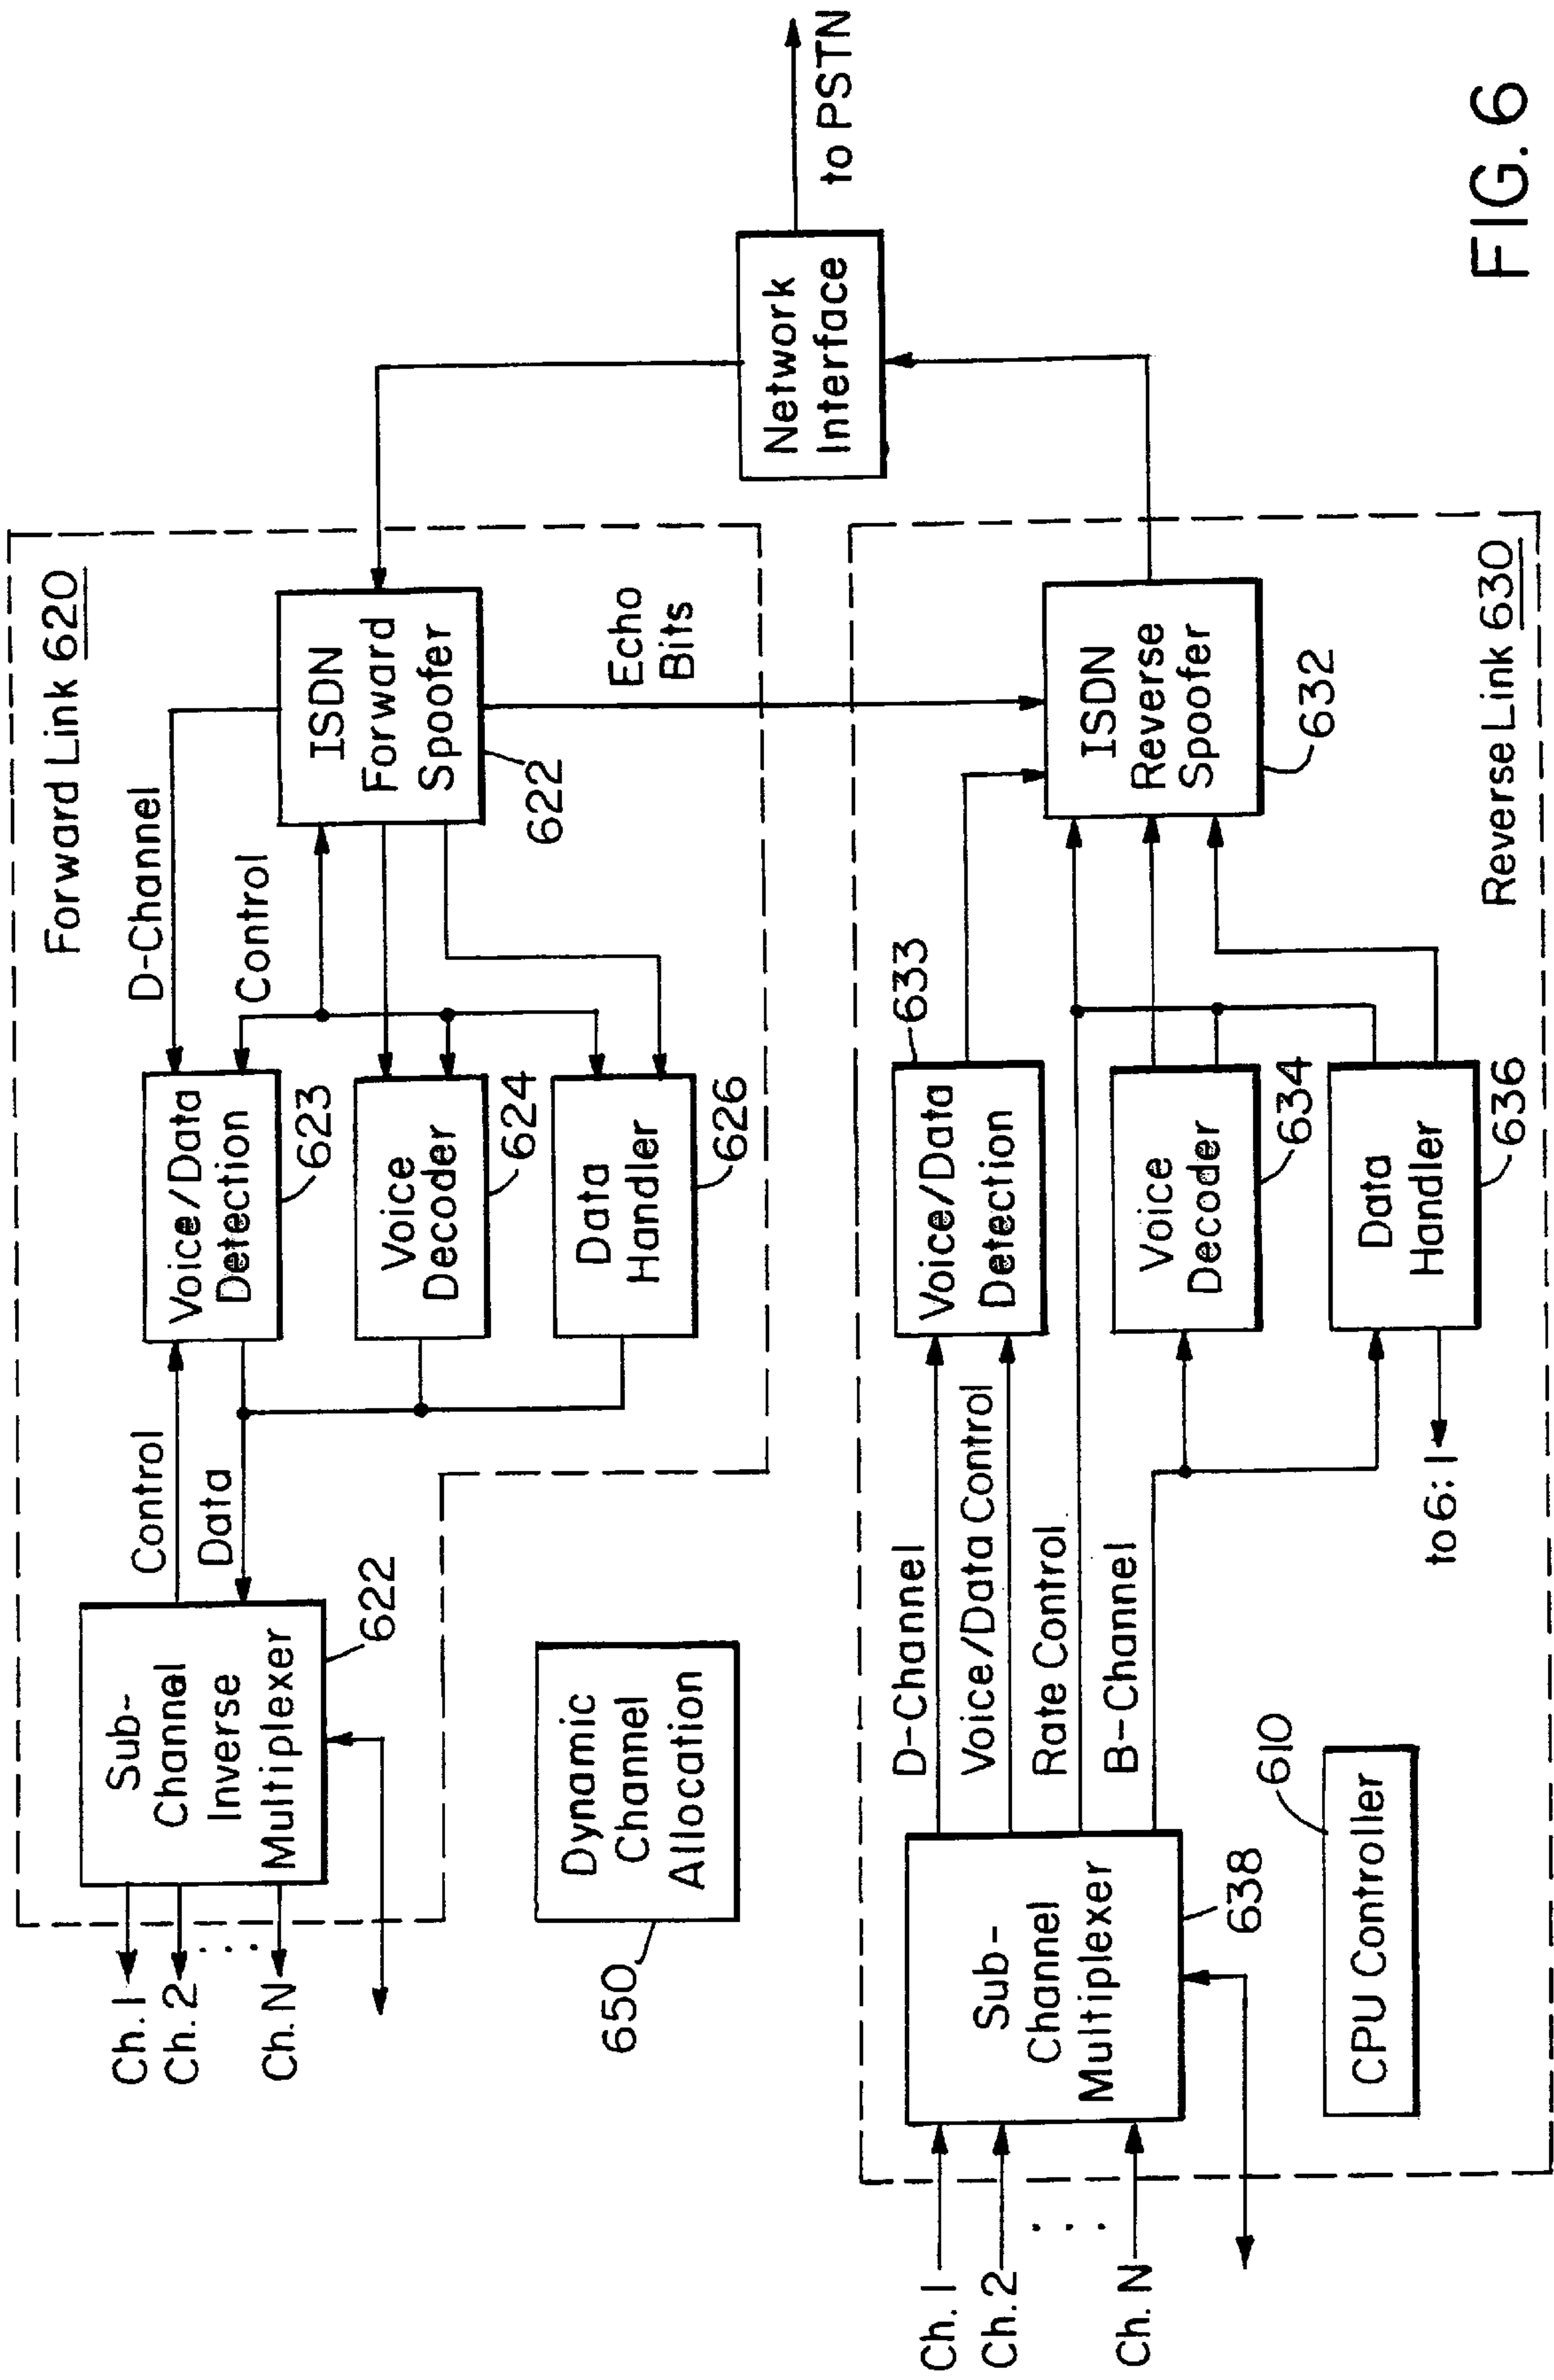 Forward Link 620
Ch. 1
Ch. 2
Ch. N
Sub-
Channel
Inverse
Multiplexer
622
Control
Data
Voice/Data
Detection
623
Voice
Decoder
624
Data
Handler
626
D-Channel
Control
ISDN
Forward
Spoofer
622
Echo
Bits
Network
Interface
to PSTN
Dynamic
Channel
Allocation
650
Ch. 1
Ch. 2
Ch. N
Sub-
Channel
Multiplexer
638
D-Channel
Voice/Data Control
Rate Control
B-Channel
Voice/Data
Detection
633
Voice
Decoder
634
Data
Handler
636
to 6:1
ISDN
Reverse
Spoofer
632
CPU Controller
610
Reverse Link 630
FIG. 6